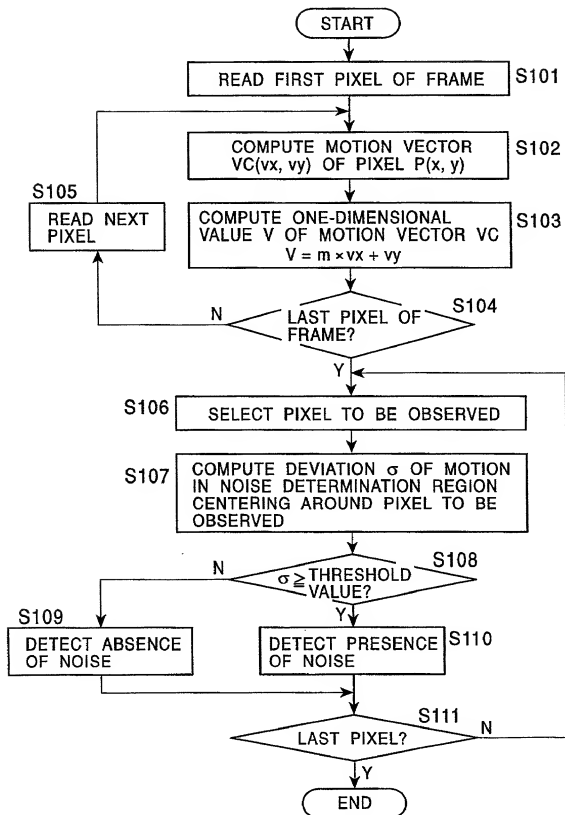 START
READ FIRST PIXEL OF FRAME
S101
COMPUTE MOTION VECTOR
VC(vx, vy) OF PIXEL P(x, y)
S102
S105
READ NEXT
PIXEL
COMPUTE ONE-DIMENSIONAL
VALUE V OF MOTION VECTOR VC
V = m × vx + vy
S103
N
LAST PIXEL OF
FRAME?
S104
Y
S106
SELECT PIXEL TO BE OBSERVED
S107
COMPUTE DEVIATION σ OF MOTION
IN NOISE DETERMINATION REGION
CENTERING AROUND PIXEL TO BE
OBSERVED
N
σ ≧ THRESHOLD
VALUE?
S108
Y
S109
DETECT ABSENCE
OF NOISE
DETECT PRESENCE
OF NOISE
S110
LAST PIXEL?
S111
N
Y
END